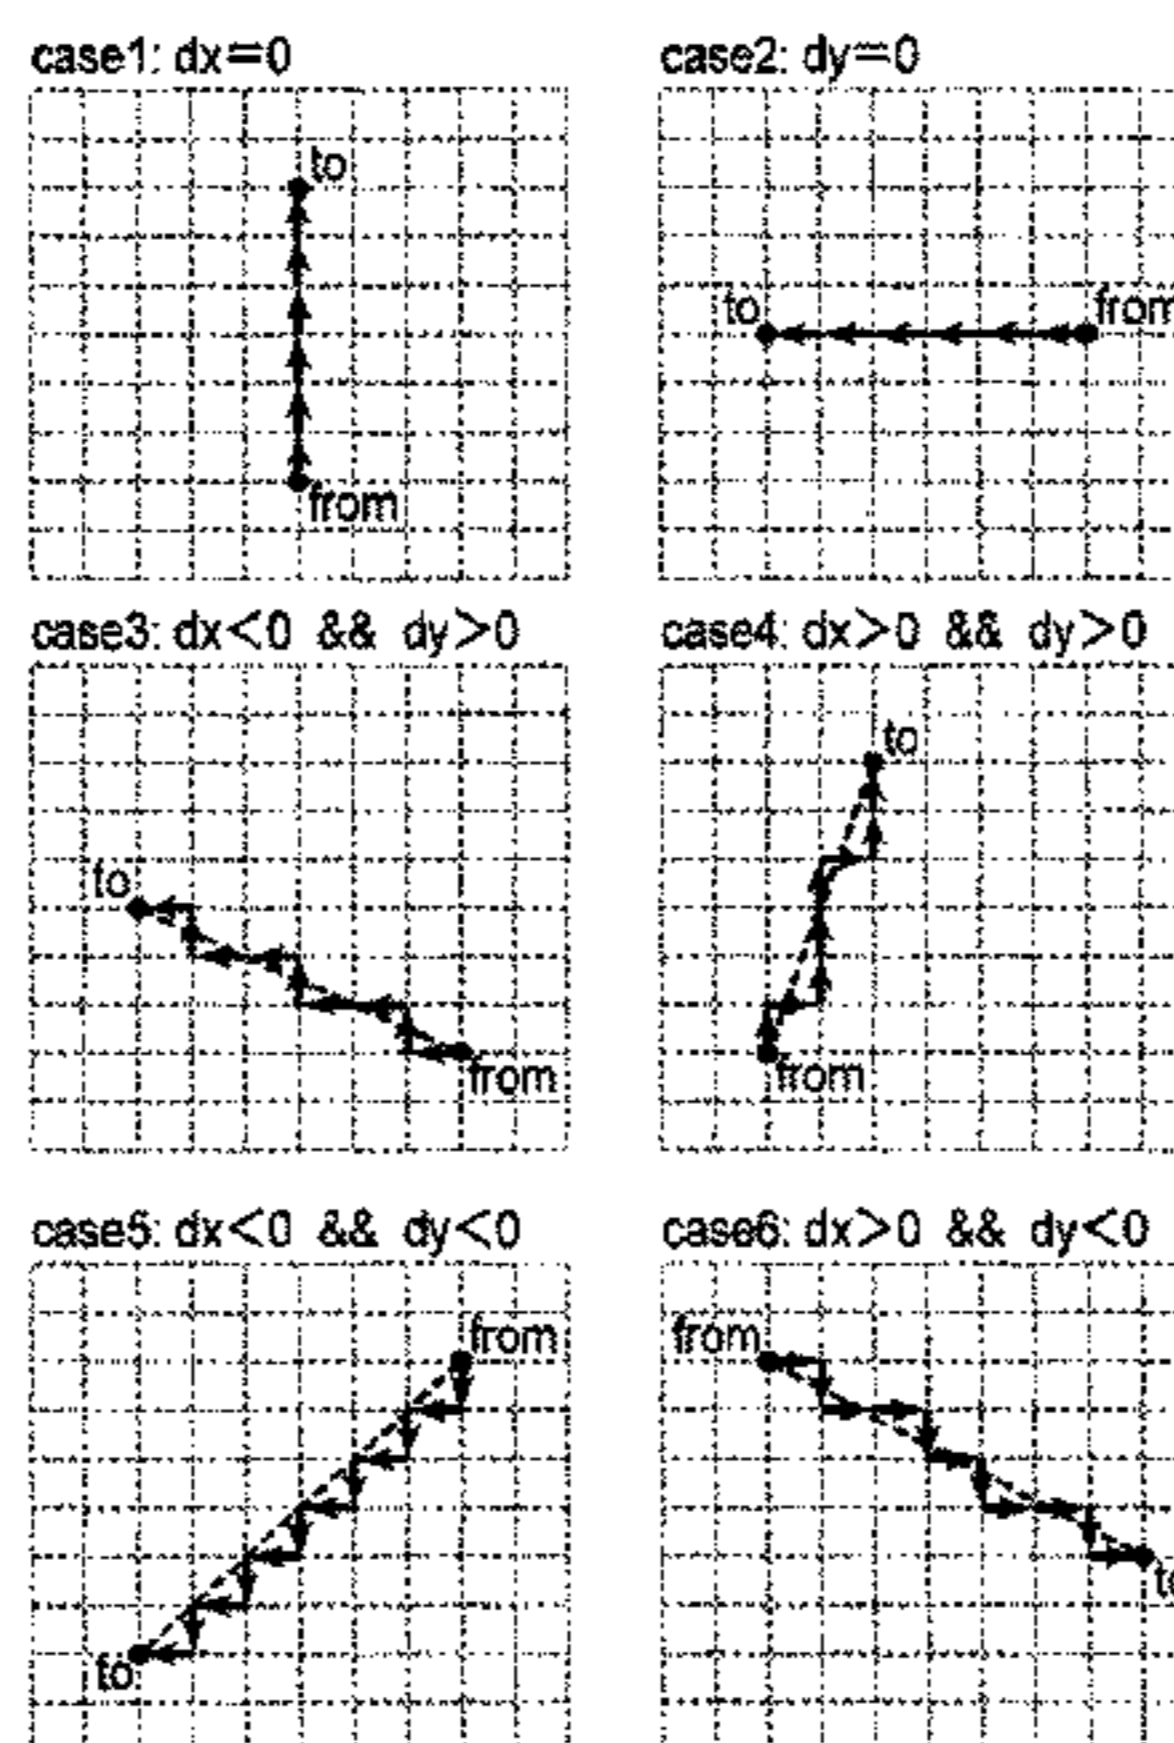 case1: dx=0
case2: dy=0
to
from
to
from
case3: dx<0 && dy>0
case4: dx>0 && dy>0
to
from
to
from
case5: dx<0 && dy<0
case6: dx>0 && dy<0
from
to
from
to